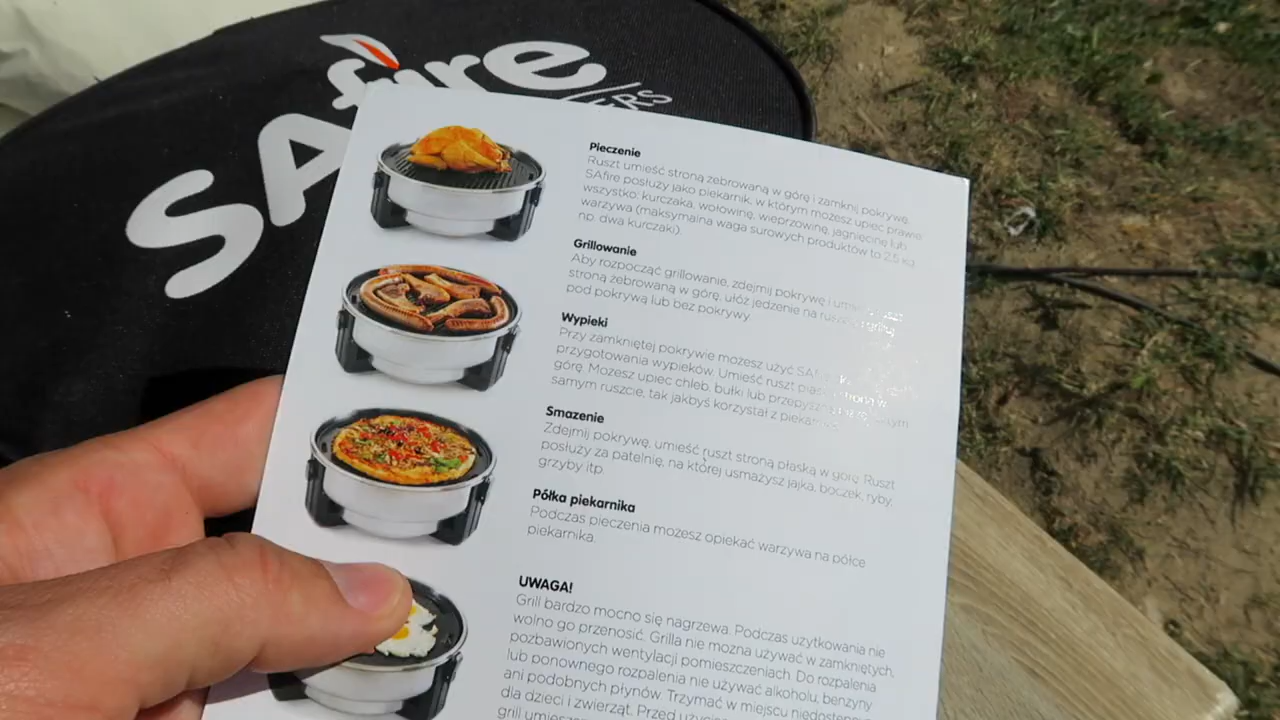 SAfire
ERS
Pieczenie
Ruszt umieść stroną żebrowaną w górę i zamknij pokrywę.
SAfire posłuży jako piekarnik, w którym możesz upiec prawie
wszystko: kurczaka, wołowinę, wieprzowinę, jagnięcinę lub
warzywa (maksymalna waga surowych produktów to 2,5 kg
np. dwa kurczaki).
Grillowanie
Aby rozpocząć grillowanie, zdejmij pokrywę i
stroną żebrowaną w górę, ułóż jedzenie na
pod pokrywą lub bez pokrywy.
Wypieki
Przy zamkniętej pokrywie możesz użyć
przygotowania wypieków. Umieść ruszt stroną w
górę. Możesz upiec chleb, bułki lub
samym ruszcie, tak jakbyś korzystał z
Smażenie
Zdejmij pokrywę, umieść ruszt stroną płaską w górę. Ruszt
posłuży za patelnię, na której usmażysz jajka, boczek, ryby,
grzyby itp.
Półka piekarnika
Podczas pieczenia możesz opiekać warzywa na półce
piekarnika.
UWAGA!
Grill bardzo mocno się nagrzewa. Podczas użytkowania nie
wolno go przenosić. Grilla nie można używać w zamkniętych,
pozbawionych wentylacji pomieszczeniach. Do rozpalenia
lub ponownego rozpalenia nie używać alkoholu, benzyny
ani podobnych płynów. Trzymać w miejscu
dla dzieci i zwierząt. Przed
grill